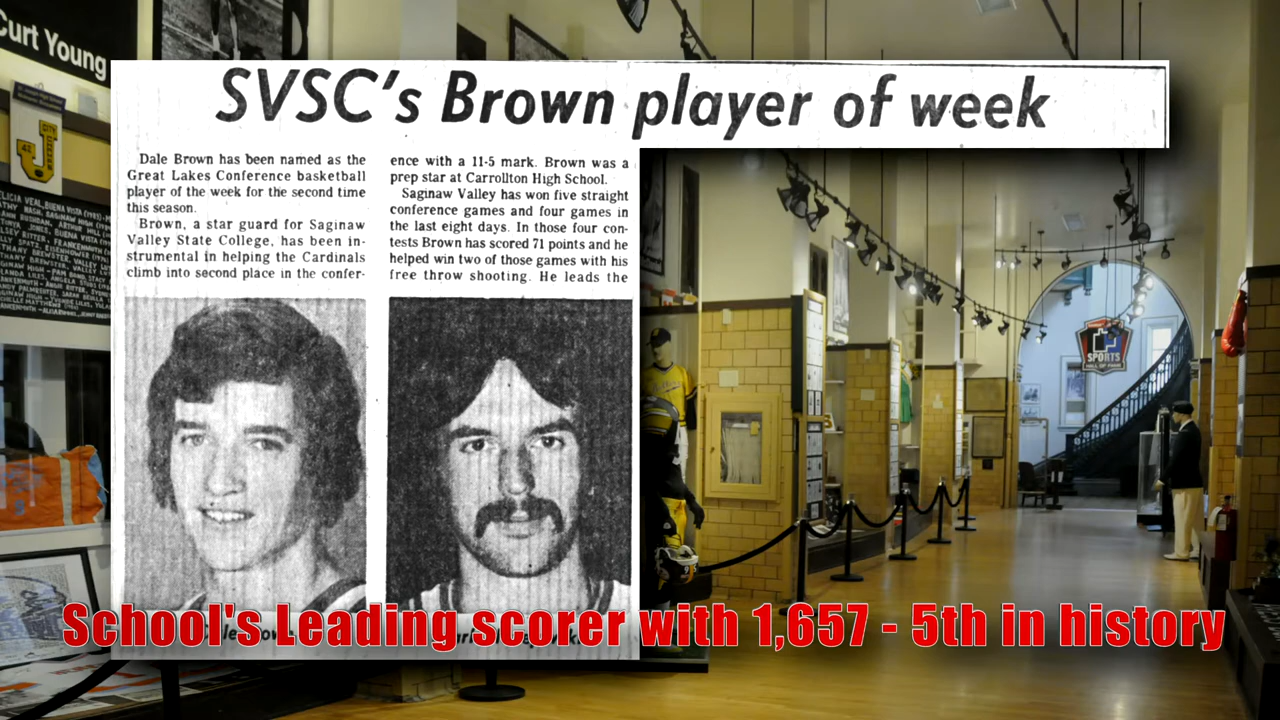 Curt Young
SVSC's Brown player of week
Dale Brown has been named as the
Great Lakes Conference basketball
player of the week for the second time
this season.
Brown, a star guard for Saginaw
Valley State College, has been in-
strumental in helping the Cardinals
climb into second place in the confer-
ence with a 11-5 mark. Brown was a
prep star at Carrollton High School.
Saginaw Valley has won five straight
conference games and four games in
the last eight days. In those four con-
tests Brown has scored 71 points and he
helped win two of those games with his
free throw shooting. He leads the
J
SPORTS
HALL OF FAME
School's Leading scorer with 1,657 - 5th in history